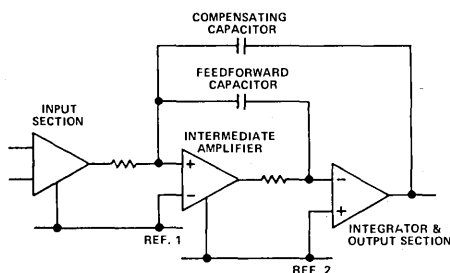 COMPENSATING
CAPACITOR
FEEDFORWARD
CAPACITOR
INPUT
SECTION
INTERMEDIATE
AMPLIFIER
+
−
−
+
INTEGRATOR &
OUTPUT SECTION
REF. 1
REF. 2